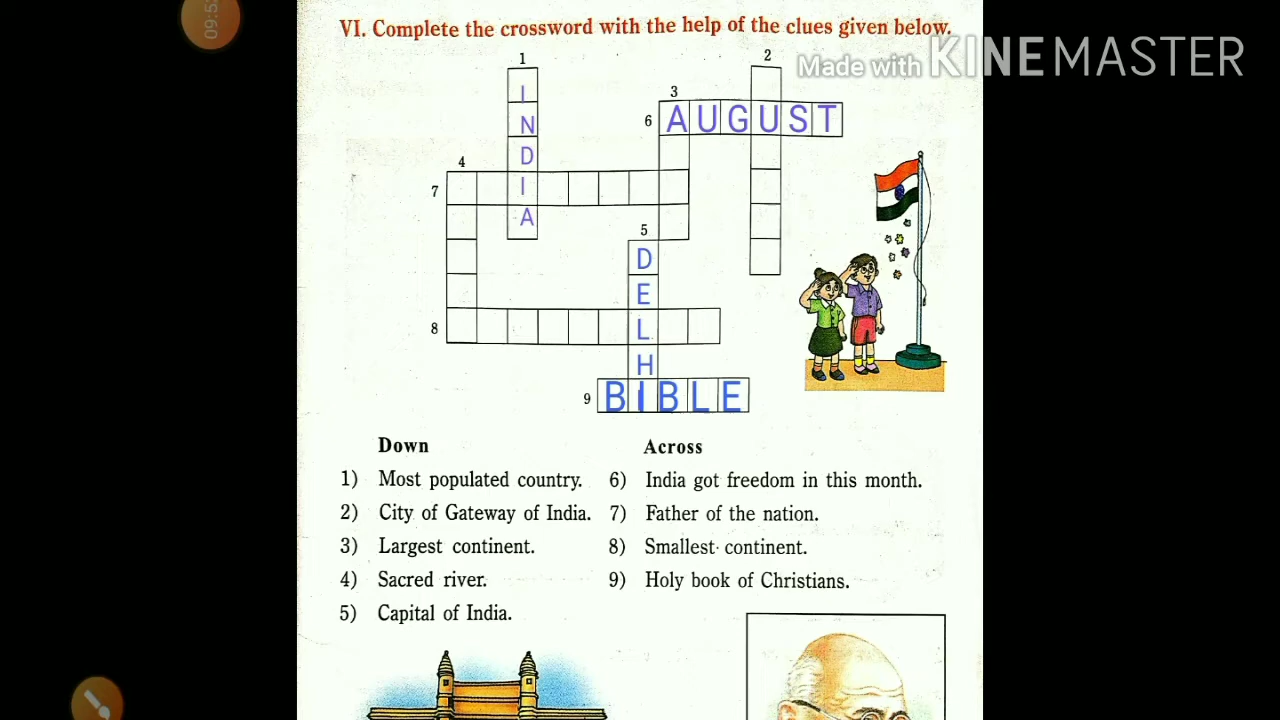 09:5
VI. Complete the crossword with the help of the clues given below.
Made with KINEMASTER
1
2
3
6 AUGUST
INDIA
4
7
5
DELHI
8
9 BIBLE
Down
Across
1) Most populated country.
6) India got freedom in this month.
2) City of Gateway of India.
7) Father of the nation.
3) Largest continent.
8) Smallest continent.
4) Sacred river.
9) Holy book of Christians.
5) Capital of India.